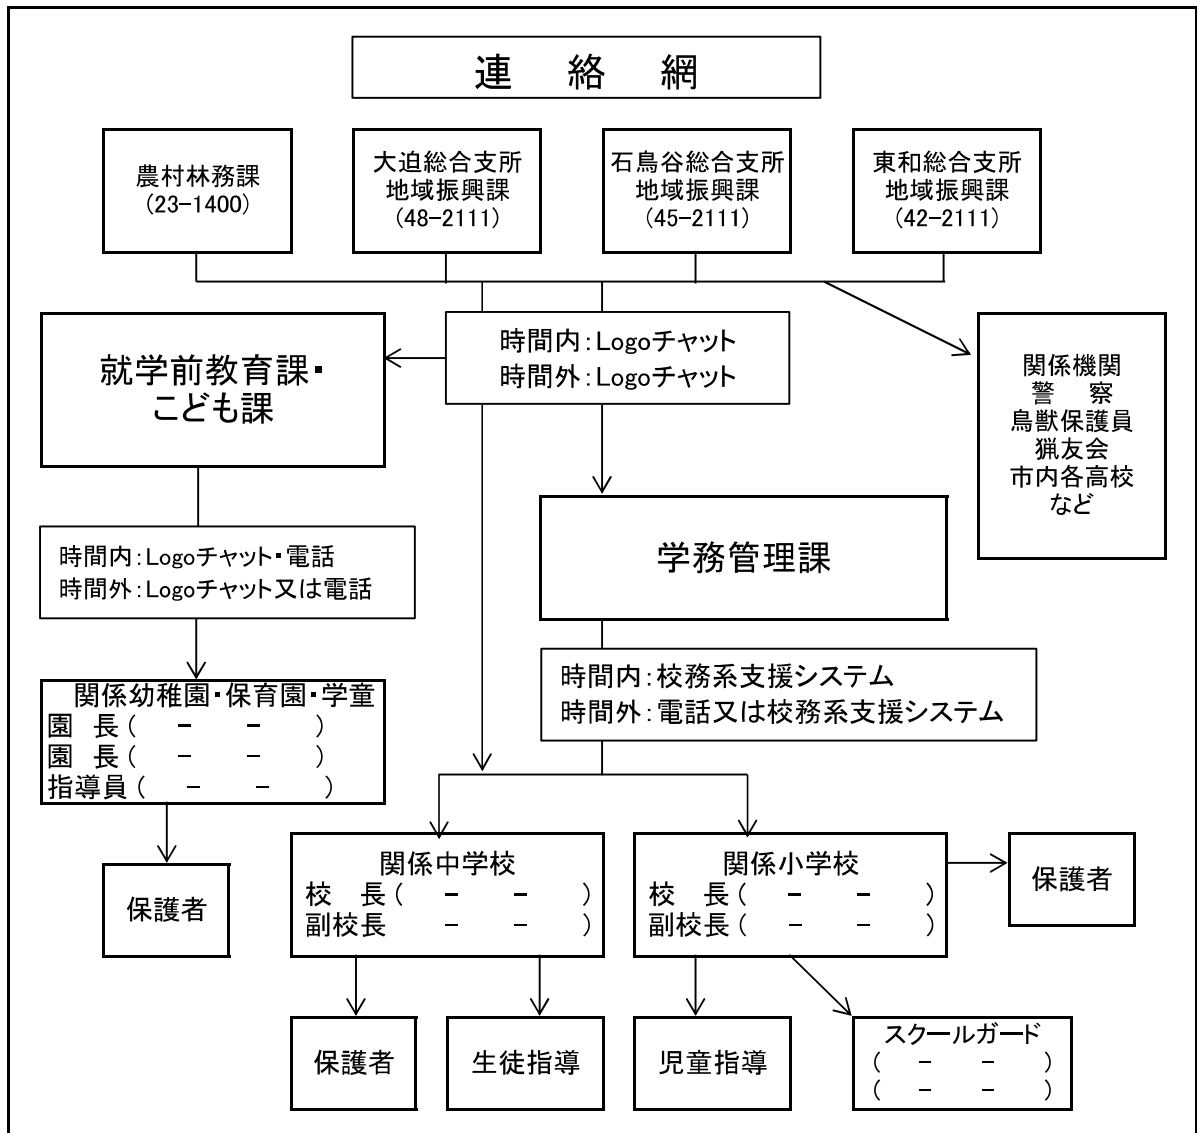 連 絡 網
農村林務課
(23-1400)
大迫総合支所
地域振興課
(48-2111)
石鳥谷総合支所
地域振興課
(45-2111)
東和総合支所
地域振興課
(42-2111)
時間内:Logoチャット
時間外:Logoチャット
就学前教育課・
こども課
関係機関
警 察
鳥獣保護員
猟友会
市内各高校
など
時間内:Logoチャット・電話
時間外:Logoチャット又は電話
学務管理課
時間内:校務系支援システム
時間外:電話又は校務系支援システム
関係幼稚園・保育園・学童
園 長( - - )
園 長( - - )
指導員( - - )
保護者
関係中学校
校 長( - - )
副校長 - - )
関係小学校
校 長( - - )
副校長( - - )
保護者
保護者
生徒指導
児童指導
スクールガード
( - - )
( - - )